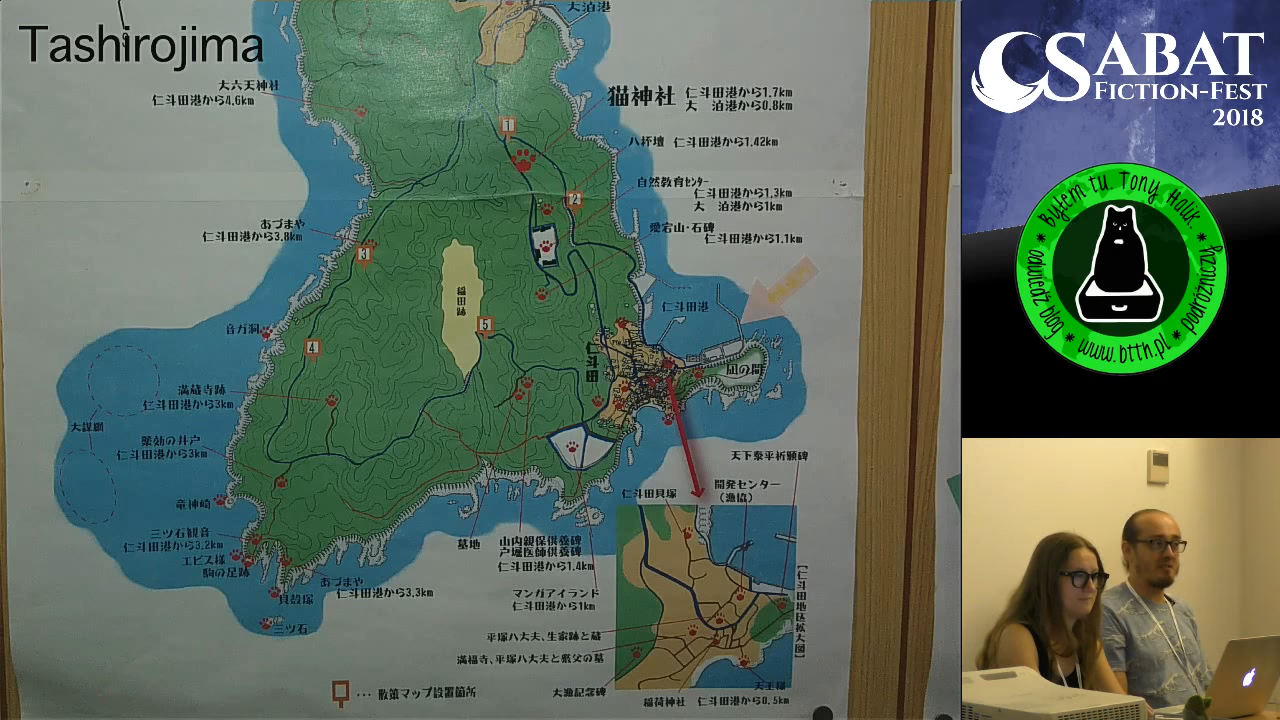 Tashirojima
大泊港
大六天神社
仁斗田港から4.6km
猫神社
仁斗田港から1.7km
大 泊港から0.8km
1
八杯壇 仁斗田港から1.42km
自然教育センター
仁斗田港から1.3km
大 泊港から1km
2
愛宕山・石碑
仁斗田港から1.1km
あづまや
仁斗田港から3.8km
3
稲田跡
仁斗田港
音ガ洞
5
4
仁斗田
満蔵寺跡
仁斗田港から3km
大謀網
薬効の井戸
仁斗田港から3km
天下泰平祈願碑
竜神崎
仁斗田貝塚
開発センター
（漁協）
三ツ石観音
仁斗田港から3.2km
エビス様
駒の足跡
墓地
山内親保供養碑
戸塚医師供養碑
仁斗田港から1.4km
あづまや
仁斗田港から3.3km
貝殻塚
マンガアイランド
仁斗田港から1km
三ツ石
平塚八太夫、生家跡と蔵
満福寺、平塚八太夫と厳父の墓
【仁斗田地区拡大図】
… 散策マップ設置箇所
大漁記念碑
天王様
稲荷神社 仁斗田港から0.5km
SABAT
FICTION-FEST
2018
Byłem tu. Tony Halik.
* podróżniczy * www.btth.pl * odwiedź blog *